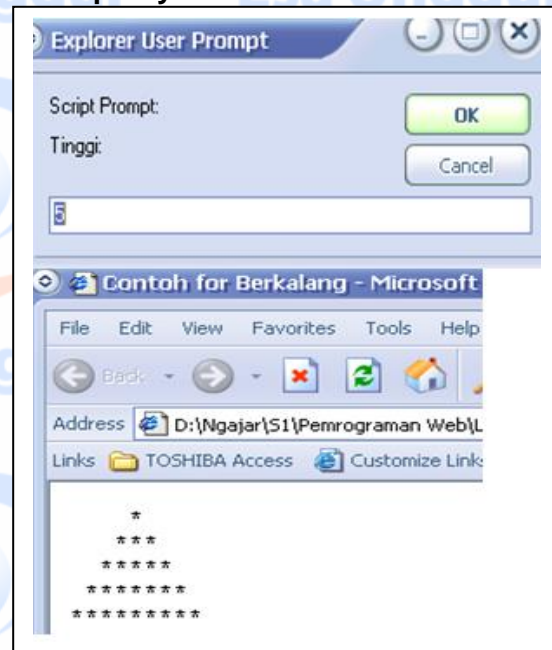 Explorer User Prompt
Script Prompt:
OK
Tinggi:
Cancel
5
Contoh for Berkalang - Microsoft
File Edit View Favorites Tools Help
Back
Address D:\Ngajar\S1\Pemrograman Web\L
Links TOSHIBA Access Customize Links
*
***
*****
*******
*********